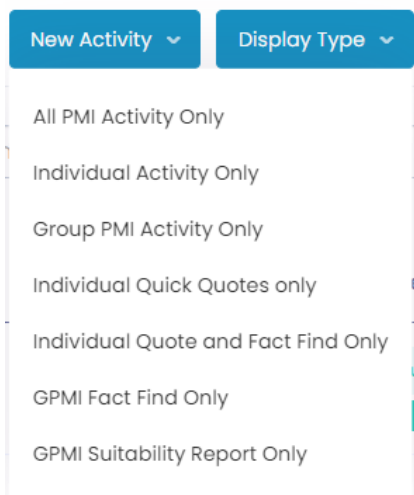 New Activity
Display Type
All PMI Activity Only
Individual Activity Only
Group PMI Activity Only
Individual Quick Quotes only
Individual Quote and Fact Find Only
GPMI Fact Find Only
GPMI Suitability Report Only